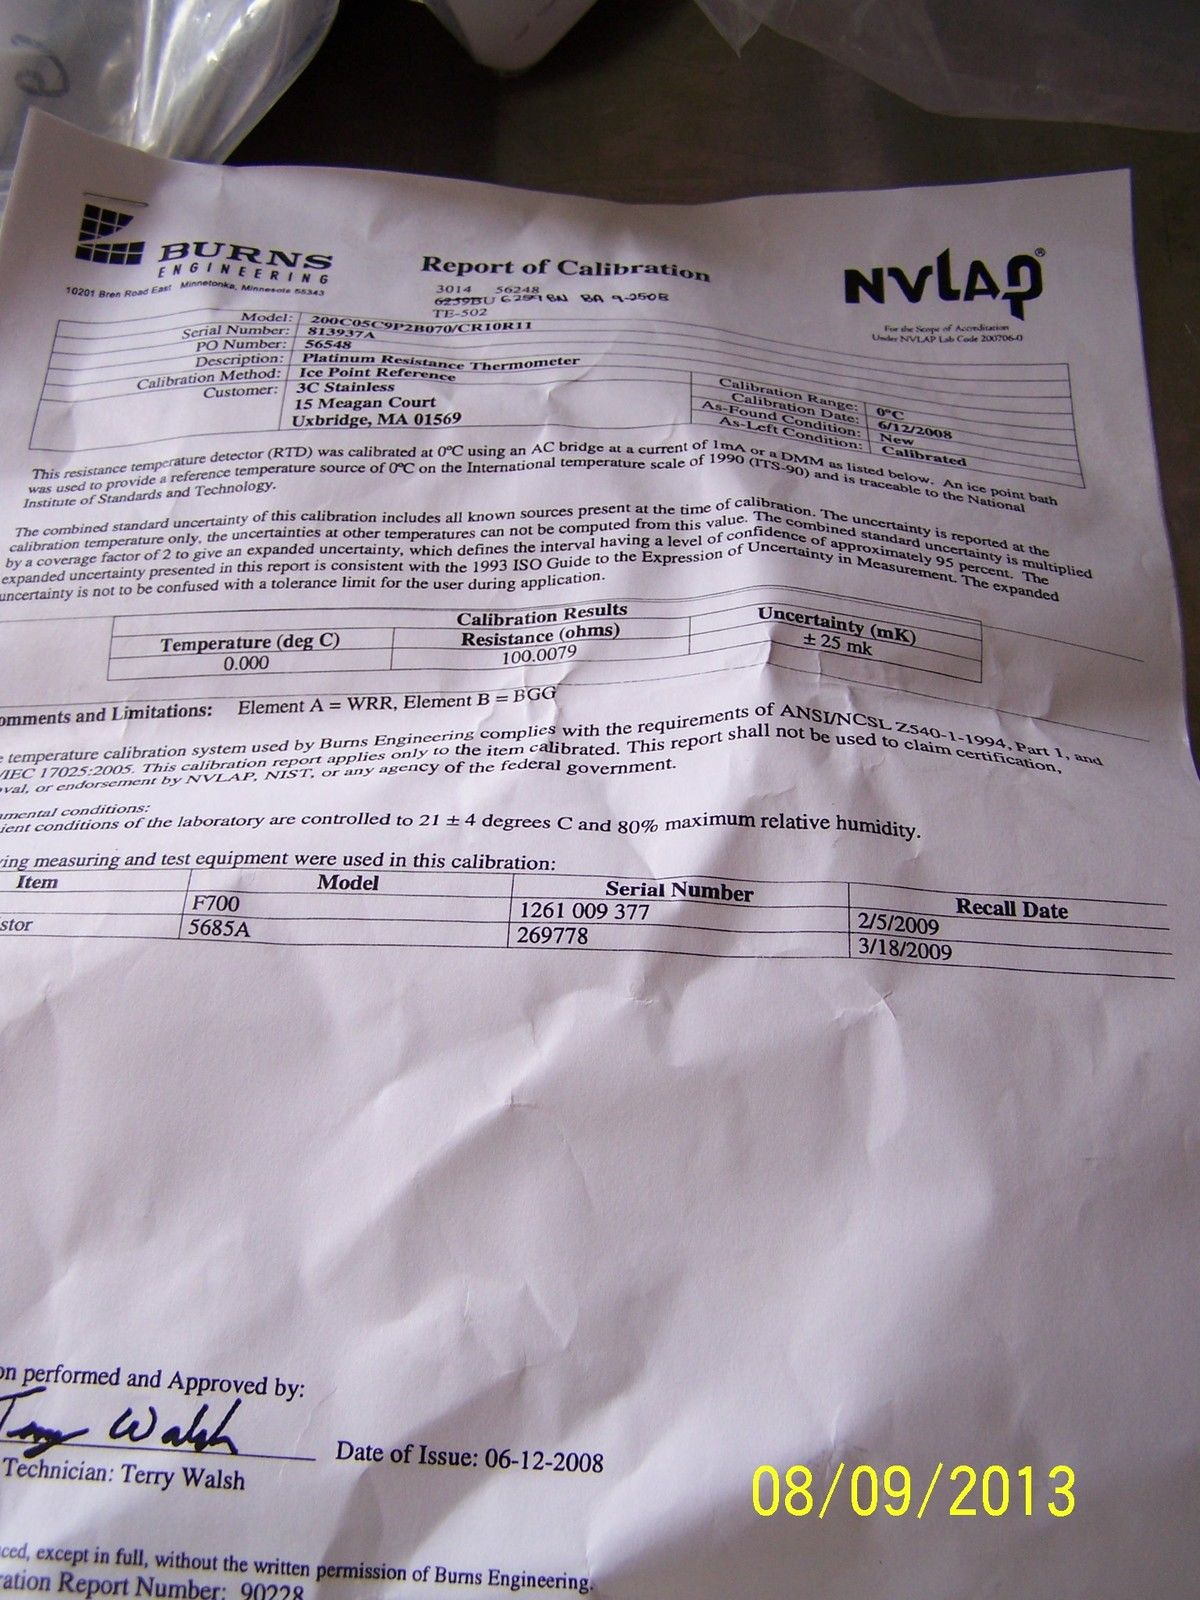 BURNS
ENGINEERING
10201 Bren Road East Minnetonka, Minnesota 55343
Report of Calibration
3014 56248
6259BU 6259 BN BA 9-250B
TE-502
NVLAP®
For the Scope of Accreditation
Under NVLAP Lab Code 200706-0
Model: 200C05C9P2B070/CR10R11
Serial Number: 813937A
PO Number: 56548
Description: Platinum Resistance Thermometer
Calibration Method: Ice Point Reference
Customer: 3C Stainless
15 Meagan Court
Uxbridge, MA 01569
Calibration Range: 0°C
Calibration Date: 6/12/2008
As-Found Condition: New
As-Left Condition: Calibrated
This resistance temperature detector (RTD) was calibrated at 0°C using an AC bridge at a current of 1mA or a DMM as listed below. An ice point bath
was used to provide a reference temperature source of 0°C on the International temperature scale of 1990 (ITS-90) and is traceable to the National
Institute of Standards and Technology.
The combined standard uncertainty of this calibration includes all known sources present at the time of calibration. The uncertainty is reported at the
calibration temperature only, the uncertainties at other temperatures can not be computed from this value. The combined standard uncertainty is multiplied
by a coverage factor of 2 to give an expanded uncertainty, which defines the interval having a level of confidence of approximately 95 percent. The
expanded uncertainty presented in this report is consistent with the 1993 ISO Guide to the Expression of Uncertainty in Measurement. The expanded
uncertainty is not to be confused with a tolerance limit for the user during application.
Calibration Results
Temperature (deg C) Resistance (ohms) Uncertainty (mK)
0.000 100.0079 ± 25 mk
omments and Limitations: Element A = WRR, Element B = BGG
temperature calibration system used by Burns Engineering complies with the requirements of ANSI/NCSL Z540-1-1994, Part 1, and
/IEC 17025:2005. This calibration report applies only to the item calibrated. This report shall not be used to claim certification,
oval, or endorsement by NVLAP, NIST, or any agency of the federal government.
nmental conditions:
ient conditions of the laboratory are controlled to 21 ± 4 degrees C and 80% maximum relative humidity.
ving measuring and test equipment were used in this calibration:
Item Model Serial Number Recall Date
F700 1261 009 377 2/5/2009
stor 5685A 269778 3/18/2009
on performed and Approved by:
Terry Walsh
Technician: Terry Walsh
Date of Issue: 06-12-2008
08/09/2013
ced, except in full, without the written permission of Burns Engineering.
ration Report Number: 90228